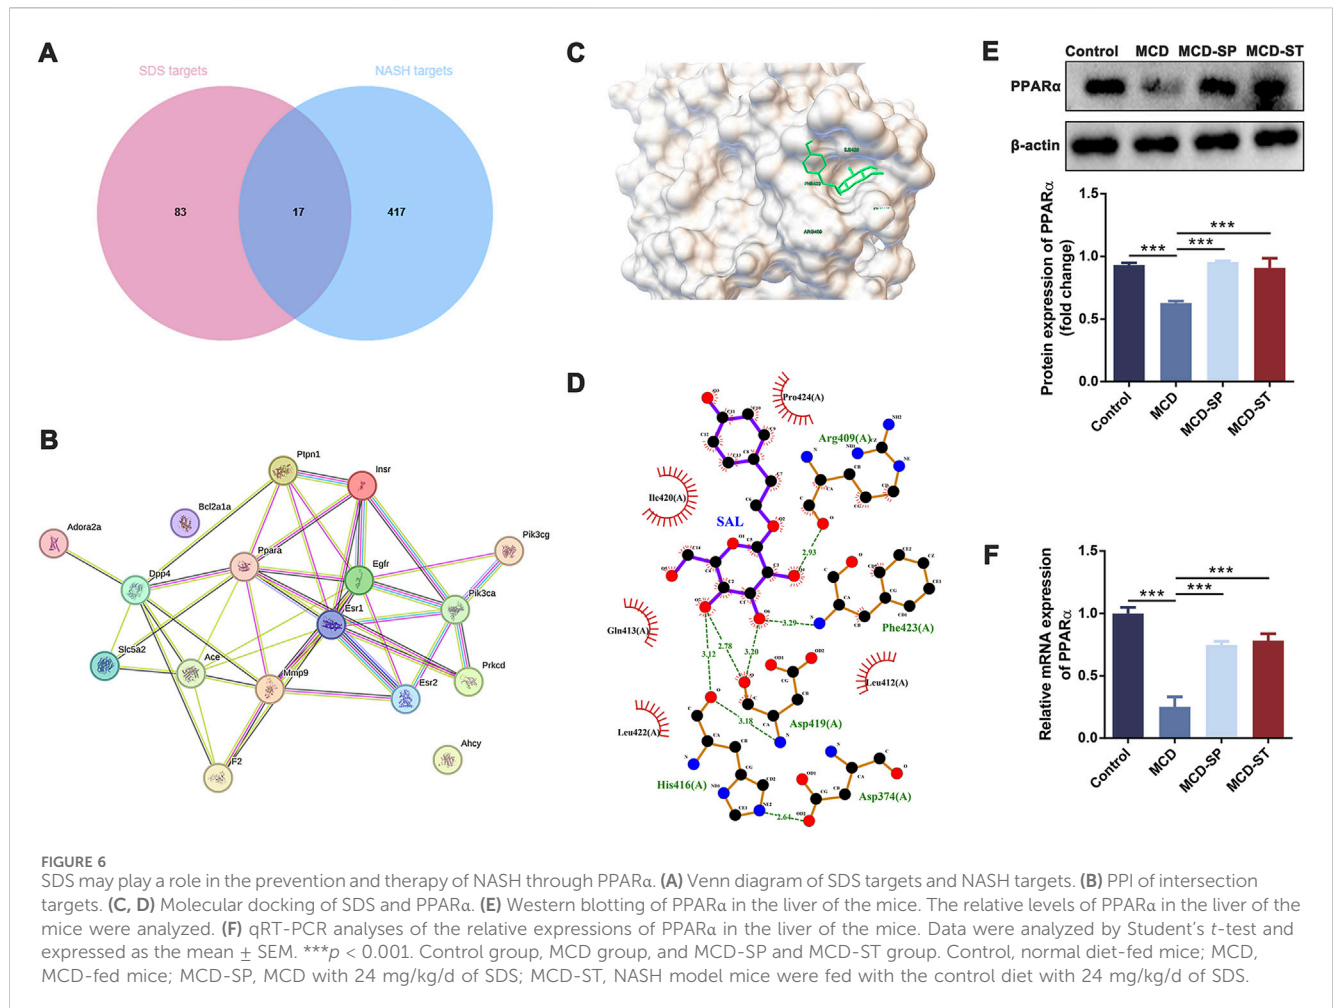 A
SDS targets
NASH targets
83
17
417
B
Ptpn1
Insr
Bcl2a1a
Adora2a
Pik3cg
Ppara
Egfr
Dpp4
Pik3ca
Esr1
Slc5a2
Ace
Mmp9
Prkcd
Esr2
F2
Ahcy
C
PHE423
ARG409
D
Pro424(A)
Arg409(A)
Ile420(A)
SAL
2.93
Gln413(A)
3.29
Phe423(A)
3.12
2.78
3.20
Leu412(A)
Leu422(A)
3.18
Asp419(A)
His416(A)
Asp374(A)
2.64
E
Control MCD MCD-SP MCD-ST
PPARα
β-actin
Protein expression of PPARα
(fold change)
1.5
1.0
0.5
0.0
***
***
***
Control
MCD
MCD-SP
MCD-ST
F
Relative mRNA expression
of PPARα
1.5
1.0
0.5
0.0
***
***
***
Control
MCD
MCD-SP
MCD-ST
FIGURE 6
SDS may play a role in the prevention and therapy of NASH through PPARα. (A) Venn diagram of SDS targets and NASH targets. (B) PPI of intersection
targets. (C, D) Molecular docking of SDS and PPARα. (E) Western blotting of PPARα in the liver of the mice. The relative levels of PPARα in the liver of the
mice were analyzed. (F) qRT-PCR analyses of the relative expressions of PPARα in the liver of the mice. Data were analyzed by Student's t-test and
expressed as the mean ± SEM. ***p < 0.001. Control group, MCD group, and MCD-SP and MCD-ST group. Control, normal diet-fed mice; MCD,
MCD-fed mice; MCD-SP, MCD with 24 mg/kg/d of SDS; MCD-ST, NASH model mice were fed with the control diet with 24 mg/kg/d of SDS.